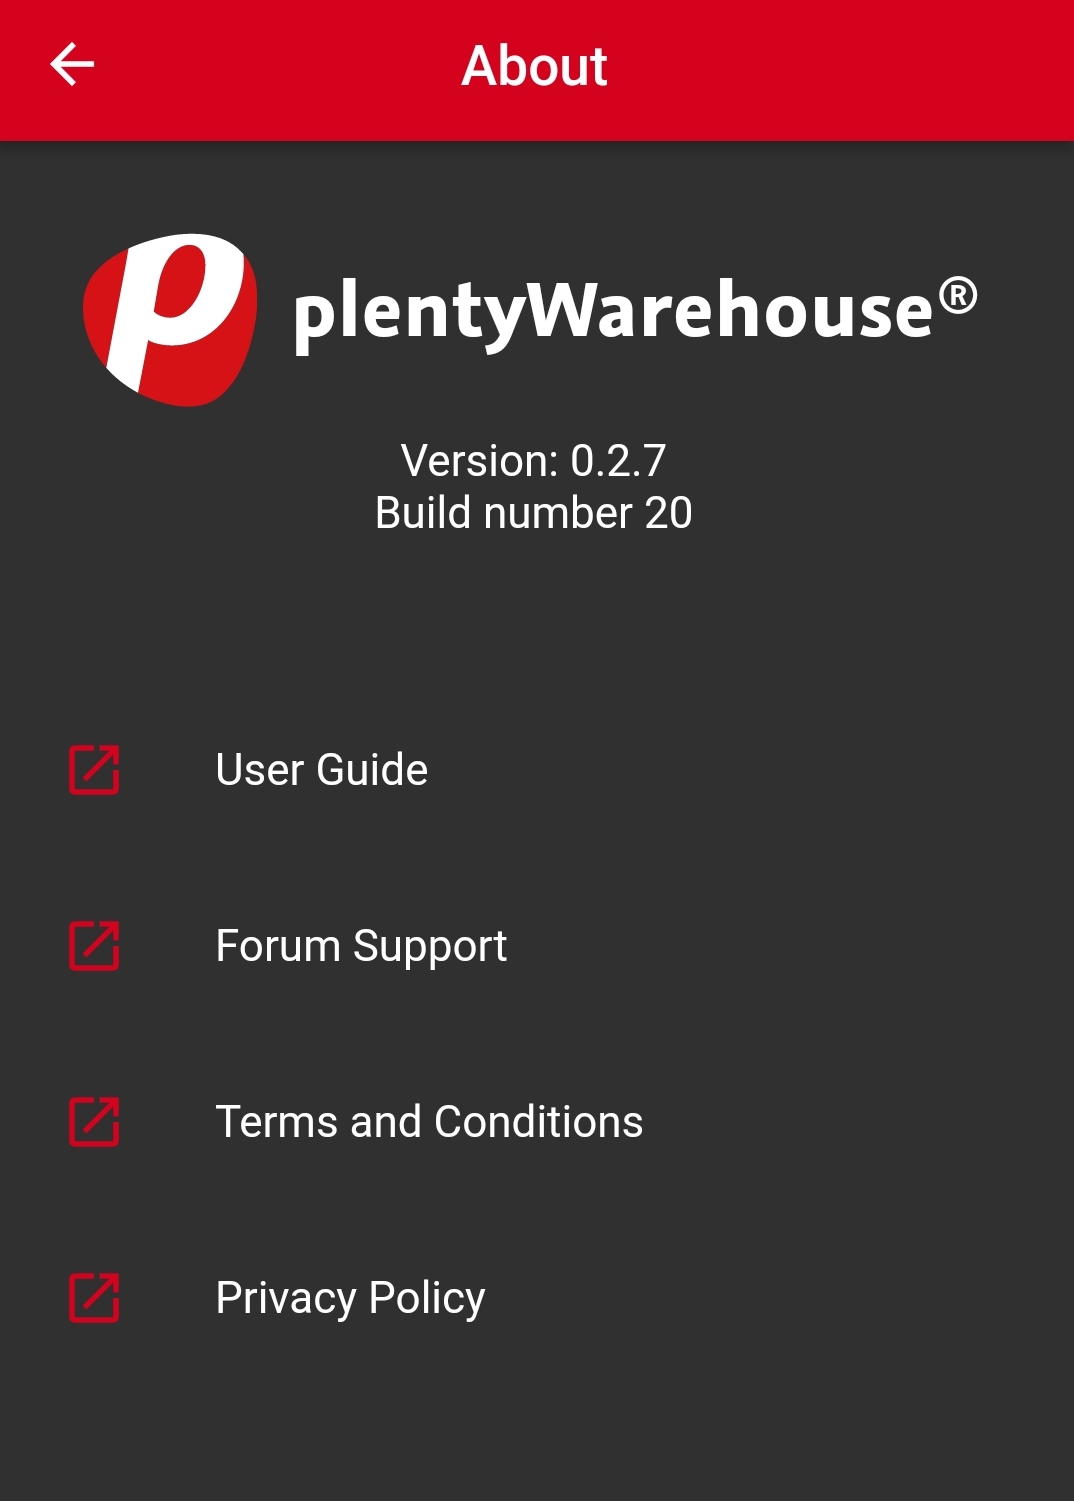 About
plentyWarehouse®
Version: 0.2.7
Build number 20
User Guide
Forum Support
Terms and Conditions
Privacy Policy